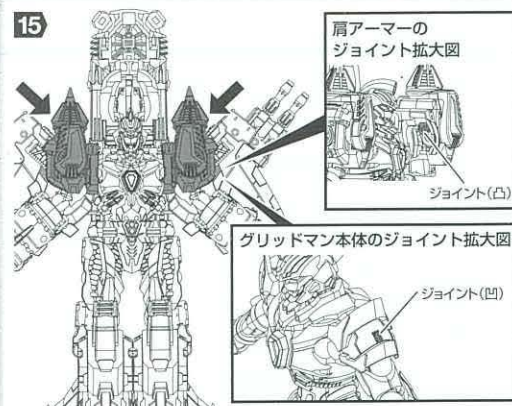 15
肩アーマーの
ジョイント拡大図
ジョイント(凸)
グリッドマン本体のジョイント拡大図
ジョイント(凹)